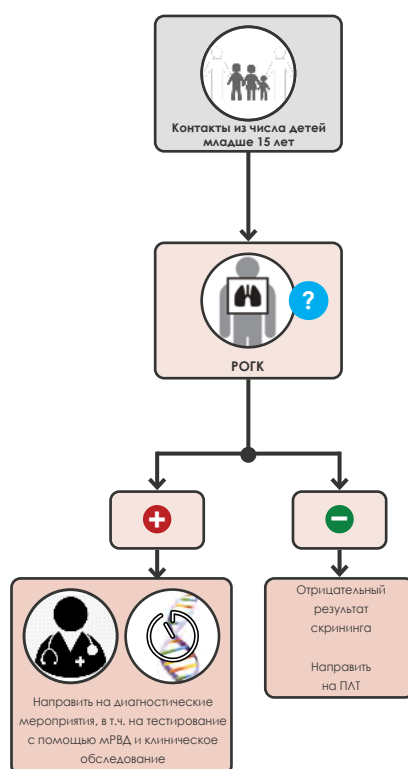 Контакты из числа детей
младше 15 лет
?
РОГК
Направить на диагностические
мероприятия, в т.ч. на тестирование
с помощью мРВД и клиническое
обследование
Отрицательный
результат
скрининга
Направить
на ПЛТ